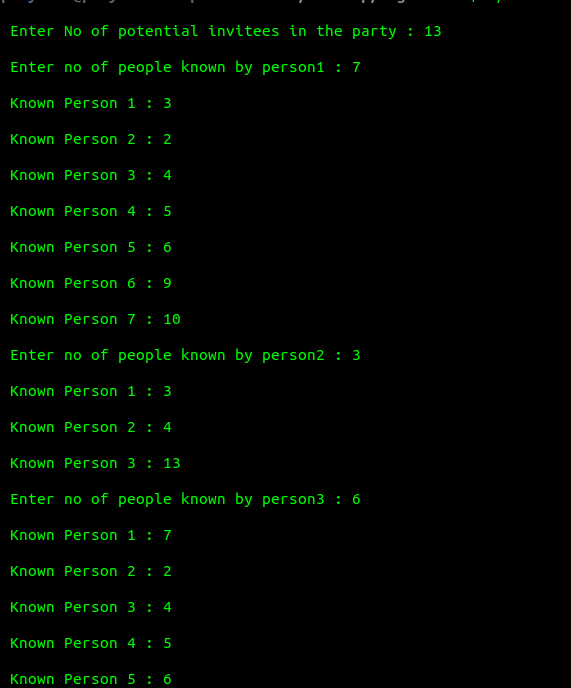 Enter No of potential invitees in the party : 13
Enter no of people known by person1 : 7
Known Person 1 : 3
Known Person 2 : 2
Known Person 3 : 4
Known Person 4 : 5
Known Person 5 : 6
Known Person 6 : 9
Known Person 7 : 10
Enter no of people known by person2 : 3
Known Person 1 : 3
Known Person 2 : 4
Known Person 3 : 13
Enter no of people known by person3 : 6
Known Person 1 : 7
Known Person 2 : 2
Known Person 3 : 4
Known Person 4 : 5
Known Person 5 : 6